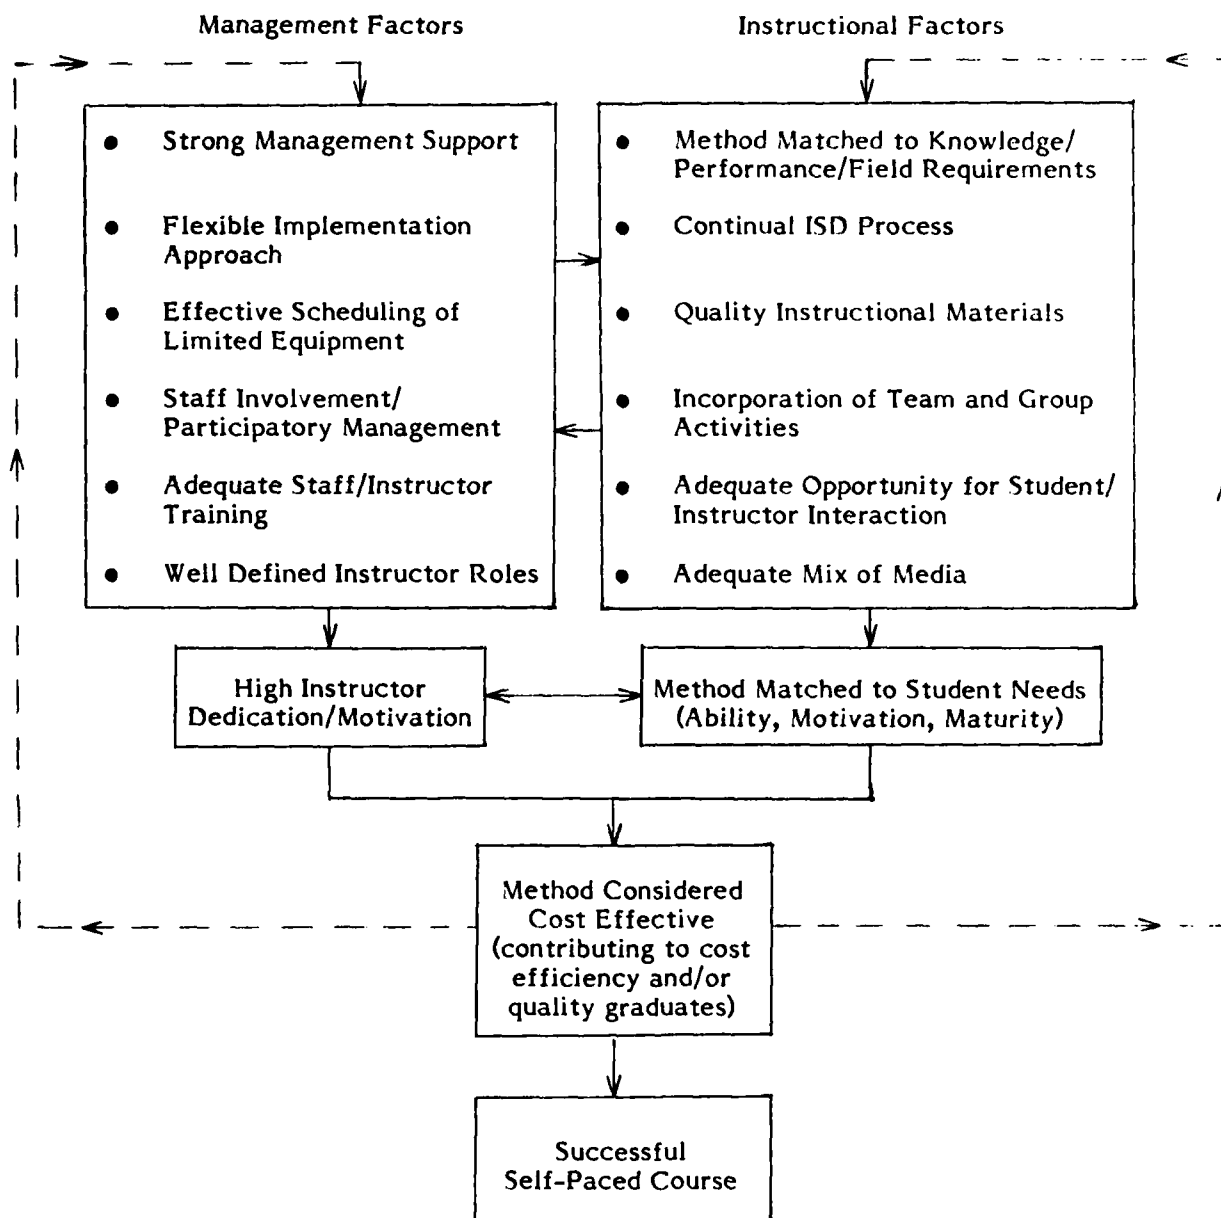 Management Factors
Instructional Factors
● Strong Management Support
● Flexible Implementation
Approach
● Effective Scheduling of
Limited Equipment
● Staff Involvement/
Participatory Management
● Adequate Staff/Instructor
Training
● Well Defined Instructor Roles
● Method Matched to Knowledge/
Performance/Field Requirements
● Continual ISD Process
● Quality Instructional Materials
● Incorporation of Team and Group
Activities
● Adequate Opportunity for Student/
Instructor Interaction
● Adequate Mix of Media
High Instructor
Dedication/Motivation
Method Matched to Student Needs
(Ability, Motivation, Maturity)
Method Considered
Cost Effective
(contributing to cost
efficiency and/or
quality graduates)
Successful
Self-Paced Course